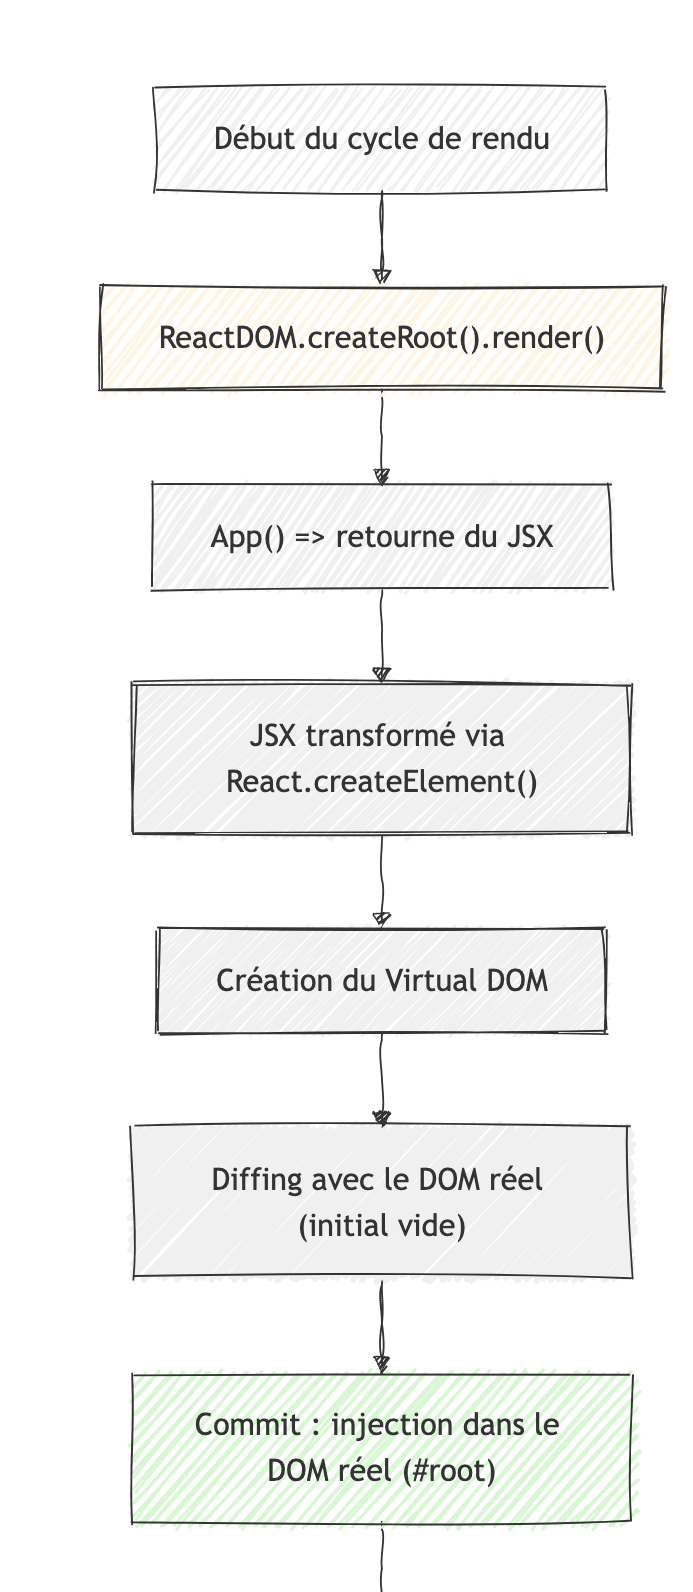 Début du cycle de rendu
ReactDOM.createRoot().render()
App() => retourne du JSX
JSX transformé via
React.createElement()
Création du Virtual DOM
Diffing avec le DOM réel
(initial vide)
Commit : injection dans le
DOM réel (#root)